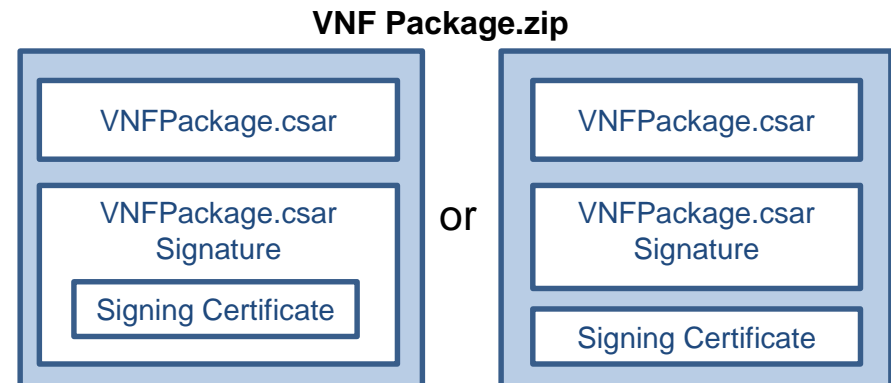 VNF Package.zip
VNFPackage.csar
VNFPackage.csar
Signature
Signing Certificate
or
VNFPackage.csar
VNFPackage.csar
Signature
Signing Certificate